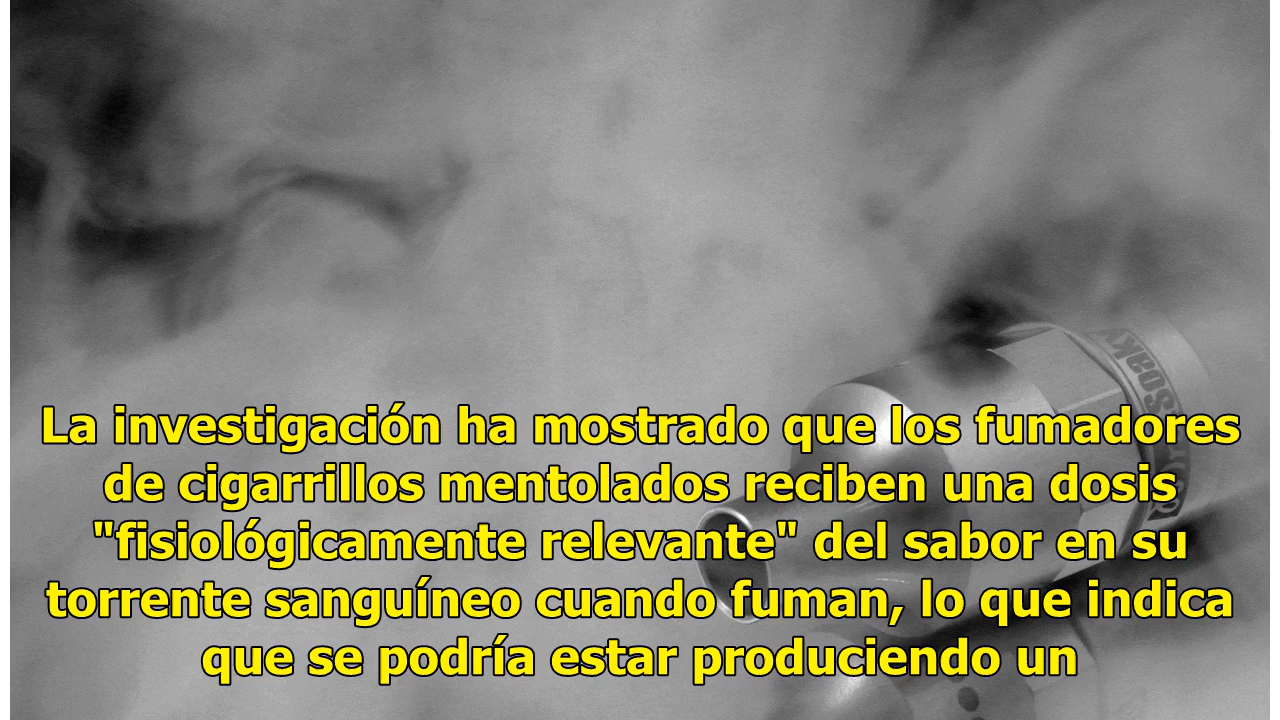 La investigación ha mostrado que los fumadores
de cigarrillos mentolados reciben una dosis
"fisiológicamente relevante" del sabor en su
torrente sanguíneo cuando fuman, lo que indica
que se podría estar produciendo un
Soaky